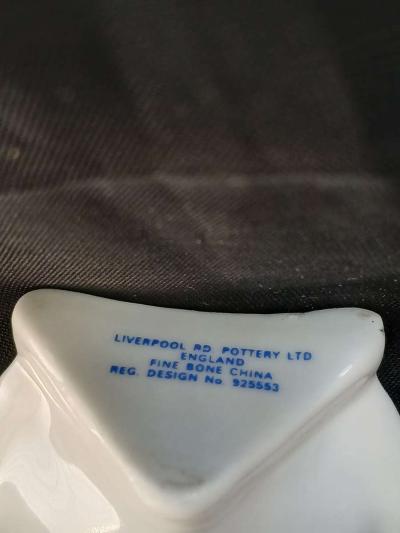 LIVERPOOL RD. POTTERY LTD
ENGLAND
FINE BONE CHINA
REG. DESIGN No. 925553